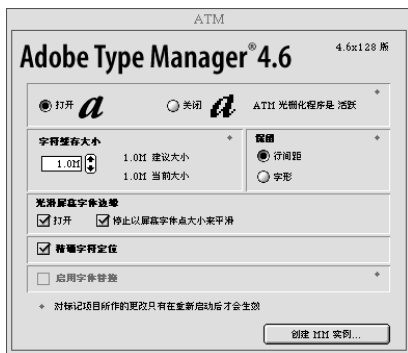 ATM
Adobe Type Manager® 4.6
4.6x128 版
打开 a
关闭 a
ATM 光栅化程序是 活跃
字符缓存大小
1.0M
1.0M 建议大小
1.0M 当前大小
保留
行间距
字形
光滑屏幕字体边缘
打开
停止以屏幕字体点大小来平滑
精确字符定位
启用字体替换
对标记项目所作的更改只有在重新启动后才会生效
创建 MM 实例...